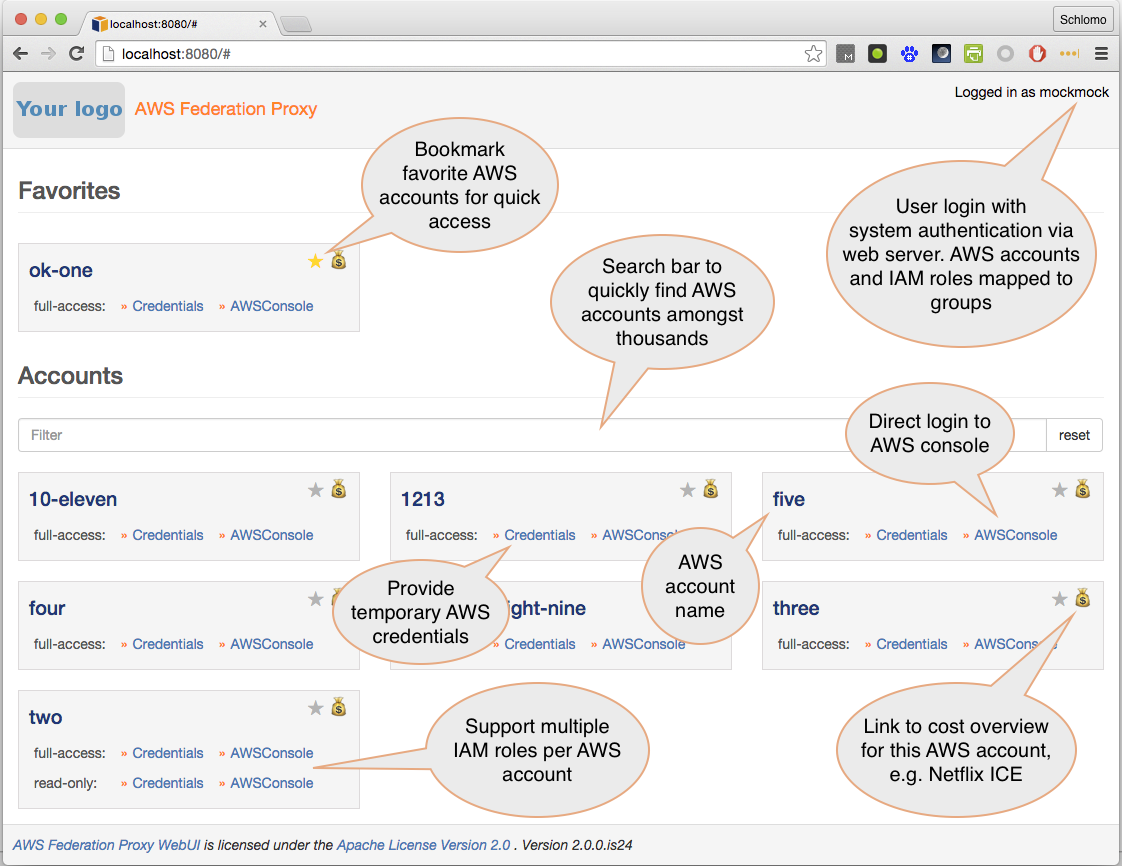 localhost:8080/#
Schlomo
localhost:8080/#
Your logo
AWS Federation Proxy
Logged in as mockmock
Bookmark
favorite AWS
accounts for quick
access
User login with
system authentication via
web server. AWS accounts
and IAM roles mapped to
groups
Favorites
ok-one
full-access: » Credentials » AWSConsole
Search bar to
quickly find AWS
accounts amongst
thousands
Accounts
Direct login to
AWS console
Filter
reset
10-eleven
full-access: » Credentials » AWSConsole
1213
full-access: » Credentials » AWSConso
five
full-access: » Credentials » AWSConsole
Provide
temporary AWS
credentials
AWS
account
name
four
full-access: » Credentials » AWSConsole
ight-nine
» Credentials » AWSConsole
three
full-access: » Credentials » AWSConsole
two
full-access: » Credentials » AWSConsole
read-only: » Credentials » AWSConsole
Support multiple
IAM roles per AWS
account
Link to cost overview
for this AWS account,
e.g. Netflix ICE
AWS Federation Proxy WebUI is licensed under the Apache License Version 2.0 . Version 2.0.0.is24